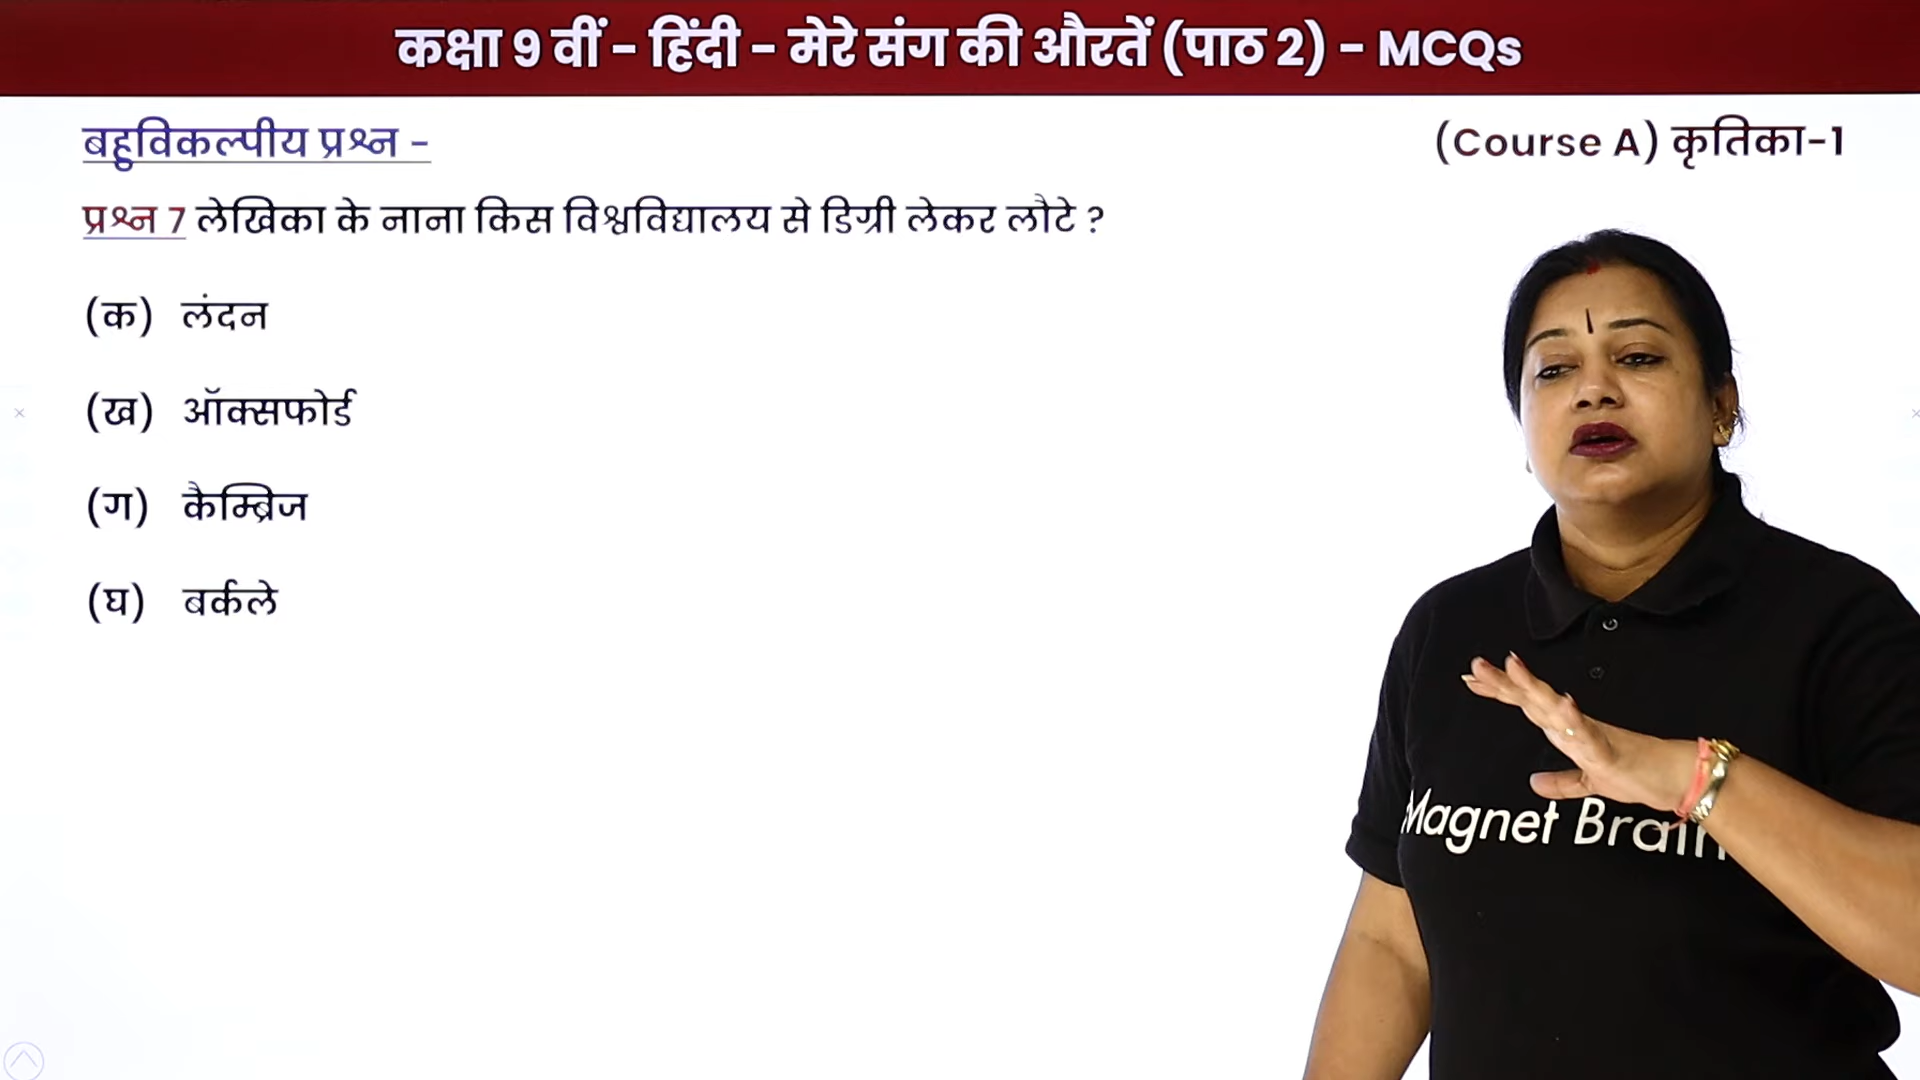 कक्षा 9 वीं – हिंदी – मेरे संग की औरतें (पाठ 2) – MCQs
बहुविकल्पीय प्रश्न –
(Course A) कृतिका-1
प्रश्न 7 लेखिका के नाना किस विश्वविद्यालय से डिग्री लेकर लौटे ?
(क) लंदन
(ख) ऑक्सफोर्ड
(ग) कैम्ब्रिज
(घ) बर्कले
Magnet Brain